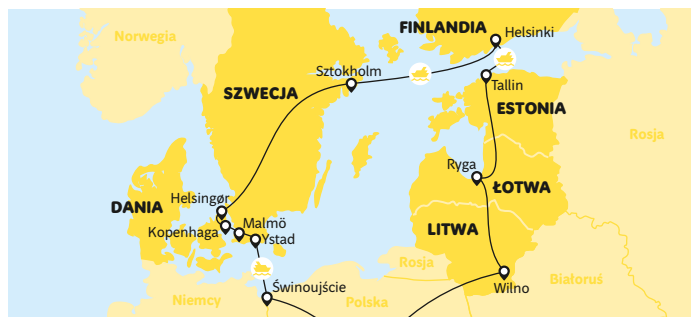 FINLANDIA
Helsinki
Norwegia
Sztokholm
Tallin
SZWECJA
ESTONIA
Rosja
Ryga
ŁOTWA
Helsingør
DANIA
Malmö
Kopenhaga
Ystad
LITWA
Rosja
Białoruś
Świnoujście
Wilno
Niemcy
Polska